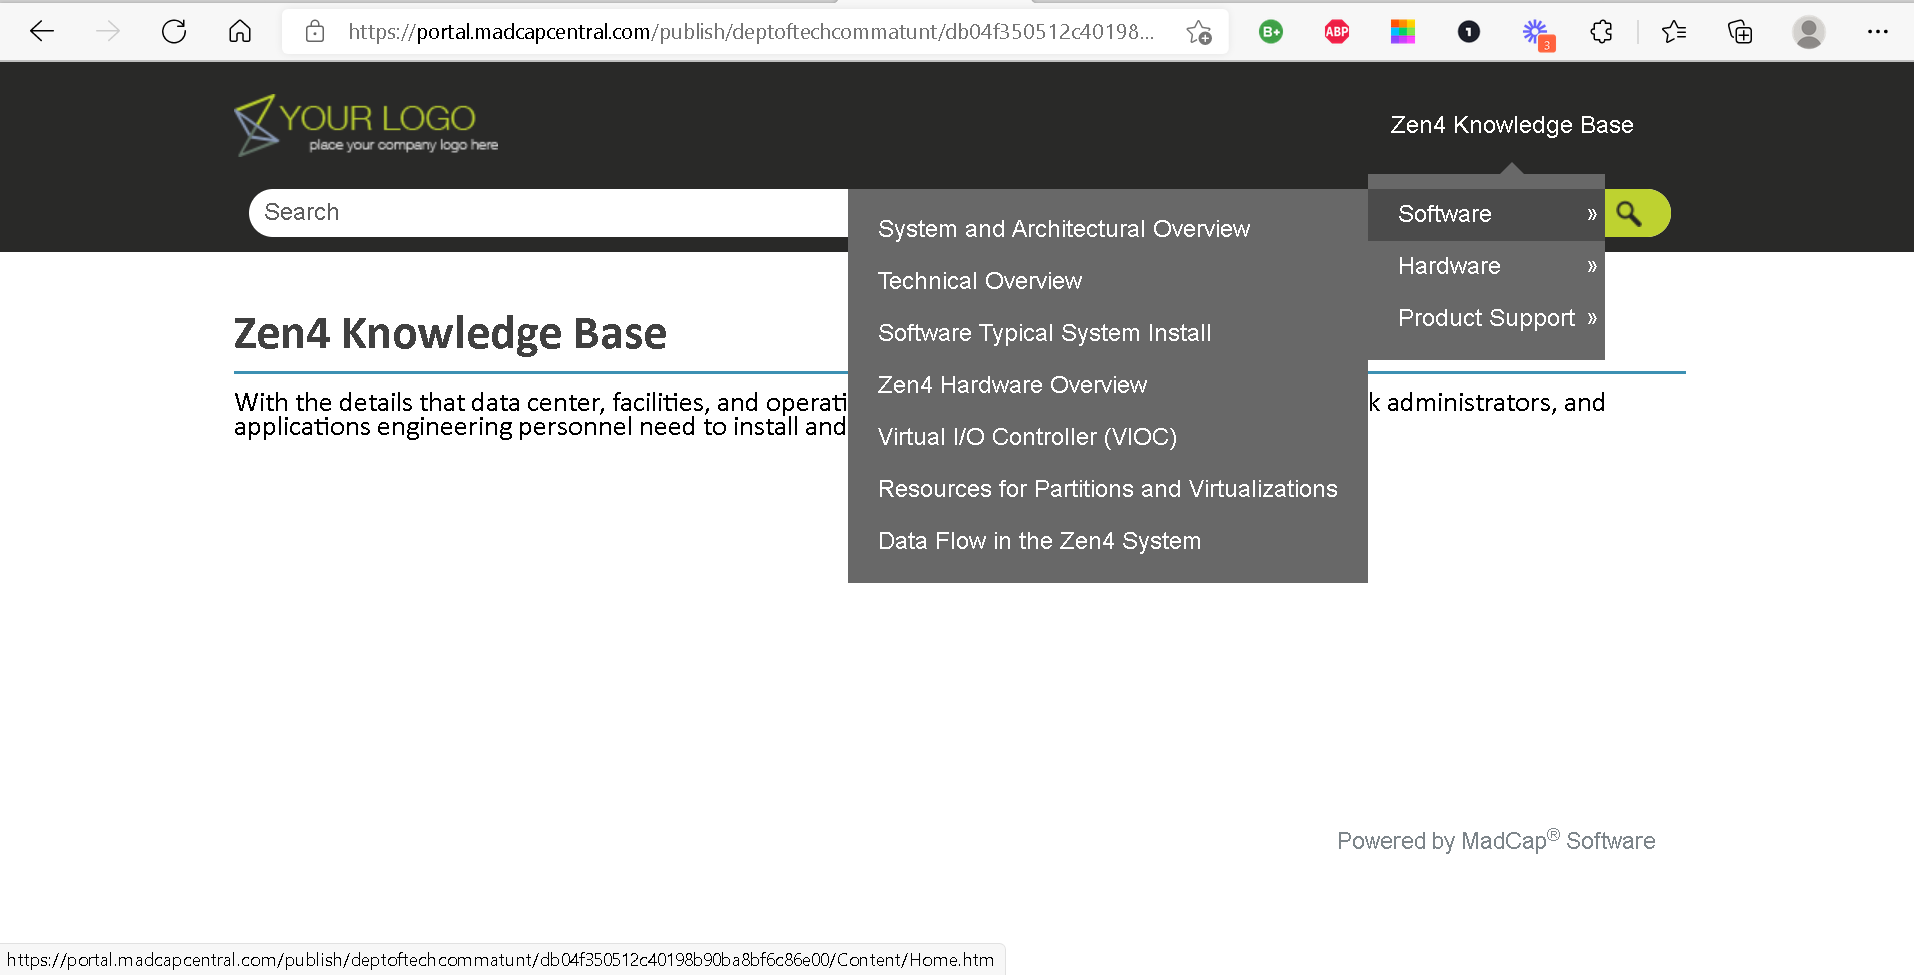 https://portal.madcapcentral.com/publish/deptoftechcommatunt/db04f350512c40198...
B+
ABP
1
3
YOUR LOGO
place your company logo here
Zen4 Knowledge Base
Search
Software »
Hardware »
Product Support »
System and Architectural Overview
Technical Overview
Software Typical System Install
Zen4 Hardware Overview
Virtual I/O Controller (VIOC)
Resources for Partitions and Virtualizations
Data Flow in the Zen4 System
Zen4 Knowledge Base
With the details that data center, facilities, and operati k administrators, and
applications engineering personnel need to install and
Powered by MadCap® Software
https://portal.madcapcentral.com/publish/deptoftechcommatunt/db04f350512c40198b90ba8bf6c86e00/Content/Home.htm